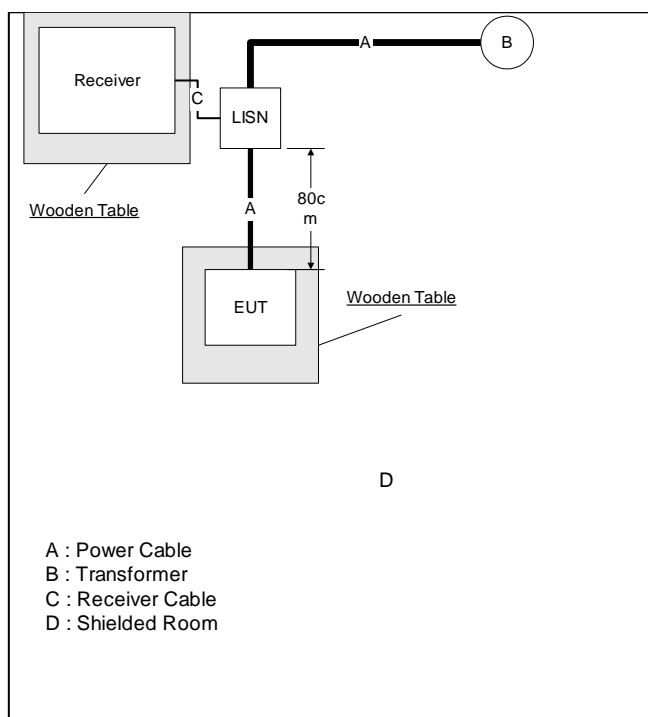 A
B
Receiver
C
LISN
Wooden Table
A
80c
m
EUT
Wooden Table
D
A : Power Cable
B : Transformer
C : Receiver Cable
D : Shielded Room